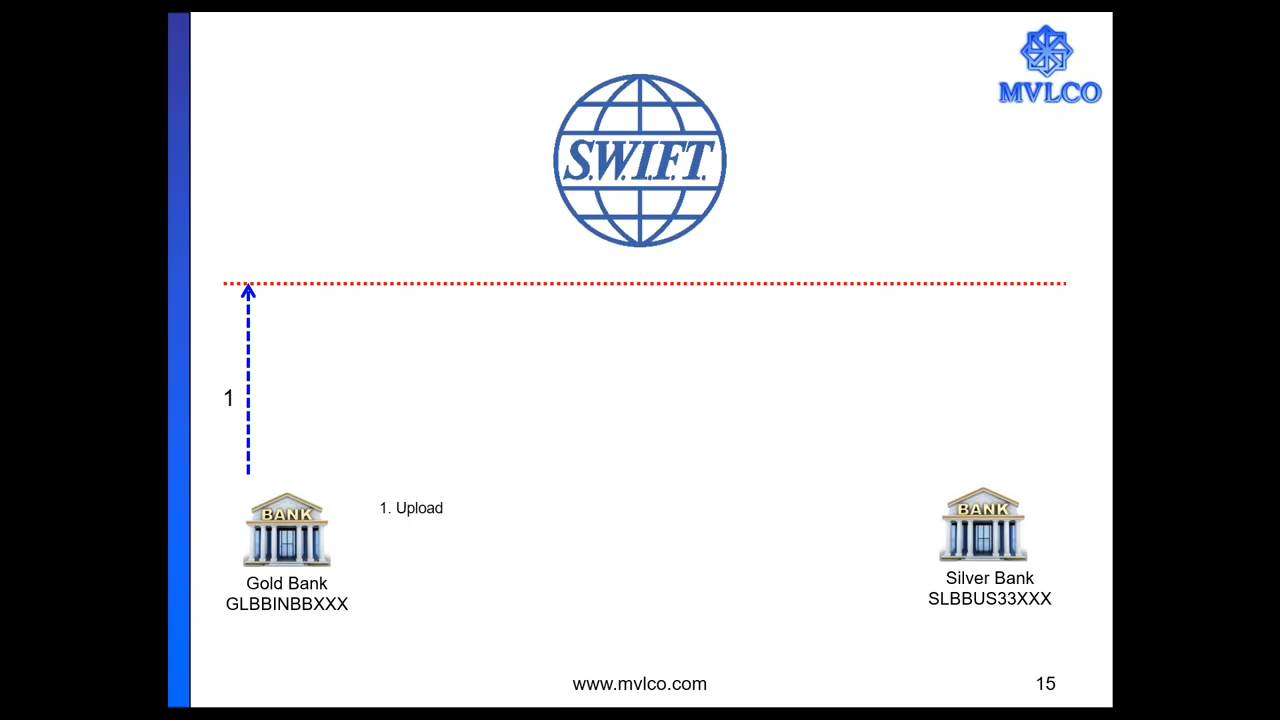 MVLCO
S.W.I.F.T.
1
BANK
1. Upload
BANK
Gold Bank
GLBBINBBXXX
Silver Bank
SLBBUS33XXX
www.mvlco.com
15